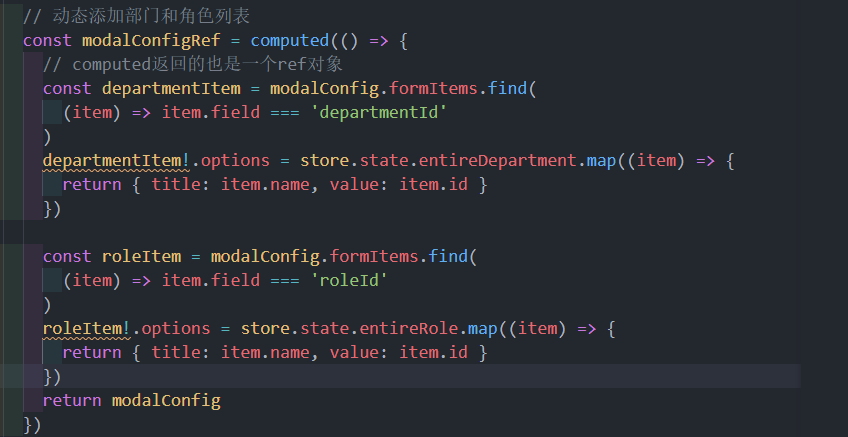 // 动态添加部门和角色列表
const modalConfigRef = computed(() => {
  // computed返回的也是一个ref对象
  const departmentItem = modalConfig.formItems.find(
    (item) => item.field === 'departmentId'
  )
  departmentItem!.options = store.state.entireDepartment.map((item) => {
    return { title: item.name, value: item.id }
  })

  const roleItem = modalConfig.formItems.find(
    (item) => item.field === 'roleId'
  )
  roleItem!.options = store.state.entireRole.map((item) => {
    return { title: item.name, value: item.id }
  })
  return modalConfig
})